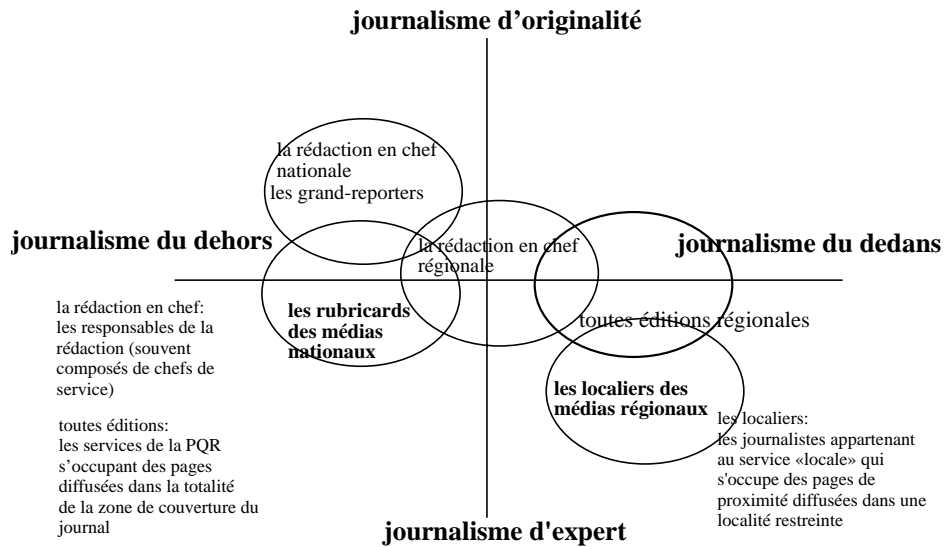 journalisme d’originalité
la rédaction en chef
nationale
les grand-reporters
journalisme du dehors
la rédaction en chef
régionale
journalisme du dedans
les rubricards
des médias
nationaux
toutes éditions régionales
les localiers des
médias régionaux
la rédaction en chef:
les responsables de la
rédaction (souvent
composés de chefs de
service)
toutes éditions:
les services de la PQR
s’occupant des pages
diffusées dans la totalité
de la zone de couverture du
journal
les localiers:
les journalistes appartenant
au service «locale» qui
s'occupe des pages de
proximité diffusées dans une
localité restreinte
journalisme d'expert